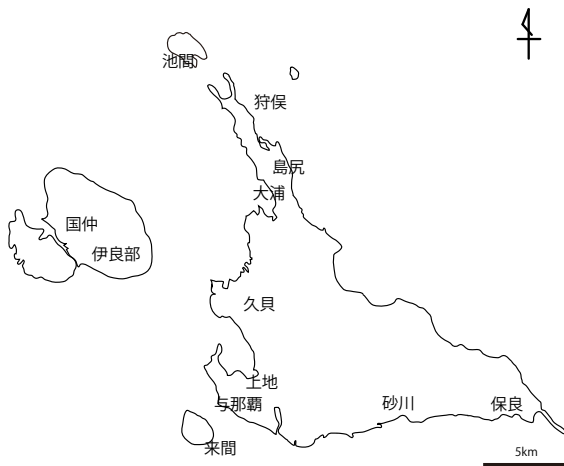 池間
狩俣
島尻
大浦
国仲
伊良部
久貝
上地
与那覇
砂川
保良
来間
5km